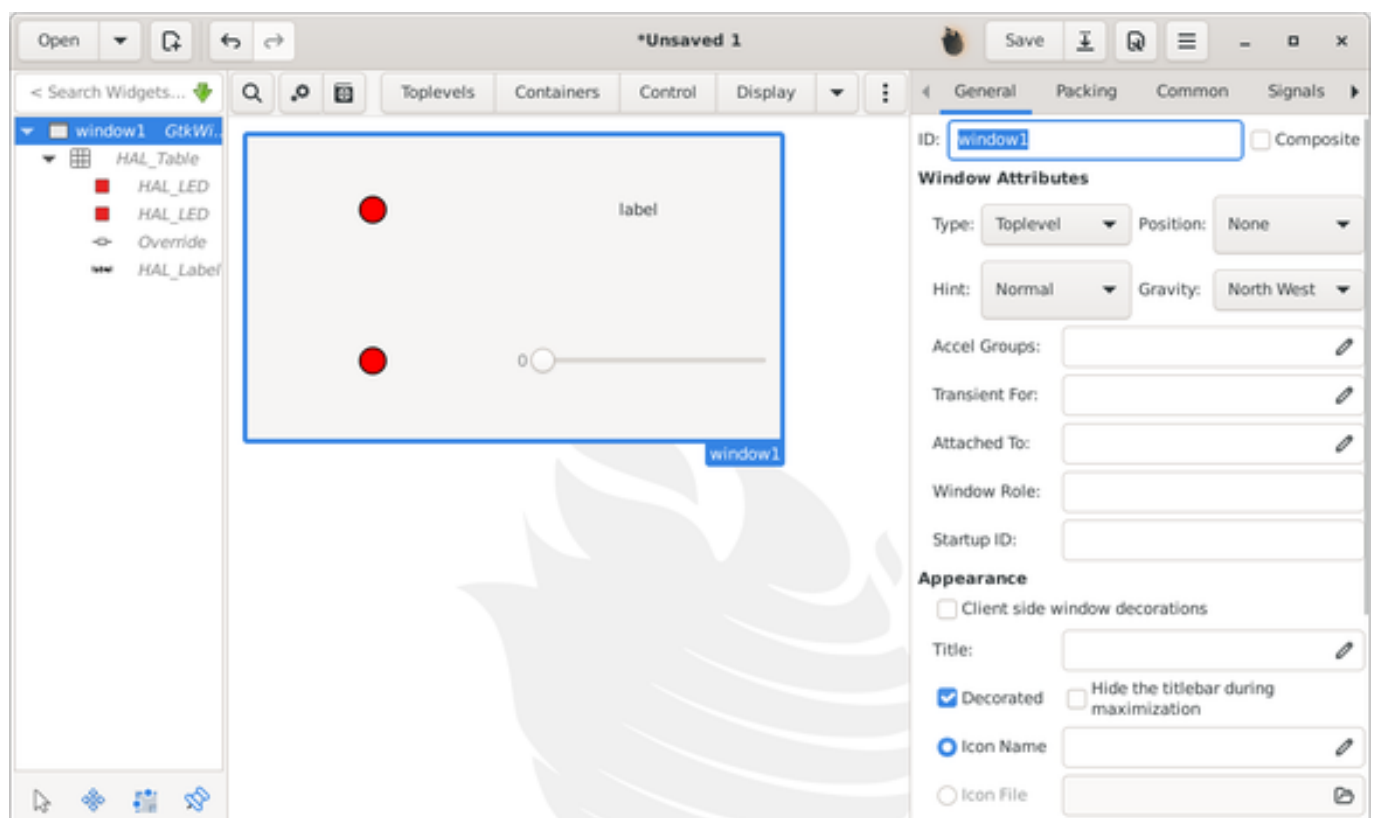 Open *Unsaved 1 Save
< Search Widgets... Toplevels Containers Control Display General Packing Common Signals
window1 GtkWi.. ID: window1 Composite
HAL_Table Window Attributes
HAL_LED label Type: Toplevel Position: None
HAL_LED
Override
HAL_Label Hint: Normal Gravity: North West
0 Accel Groups:
Transient For:
window1 Attached To:
Window Role:
Startup ID:
Appearance
Client side window decorations
Title:
Decorated Hide the titlebar during
maximization
Icon Name
Icon File